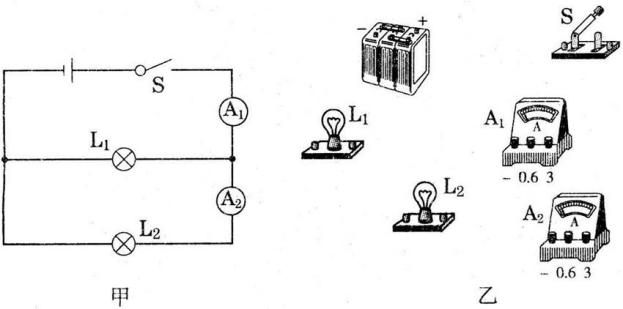 S
A₁
L₁
A₂
L₂
甲
− +
S
L₁
A₁
A
− 0.6 3
L₂
A₂
A
− 0.6 3
乙